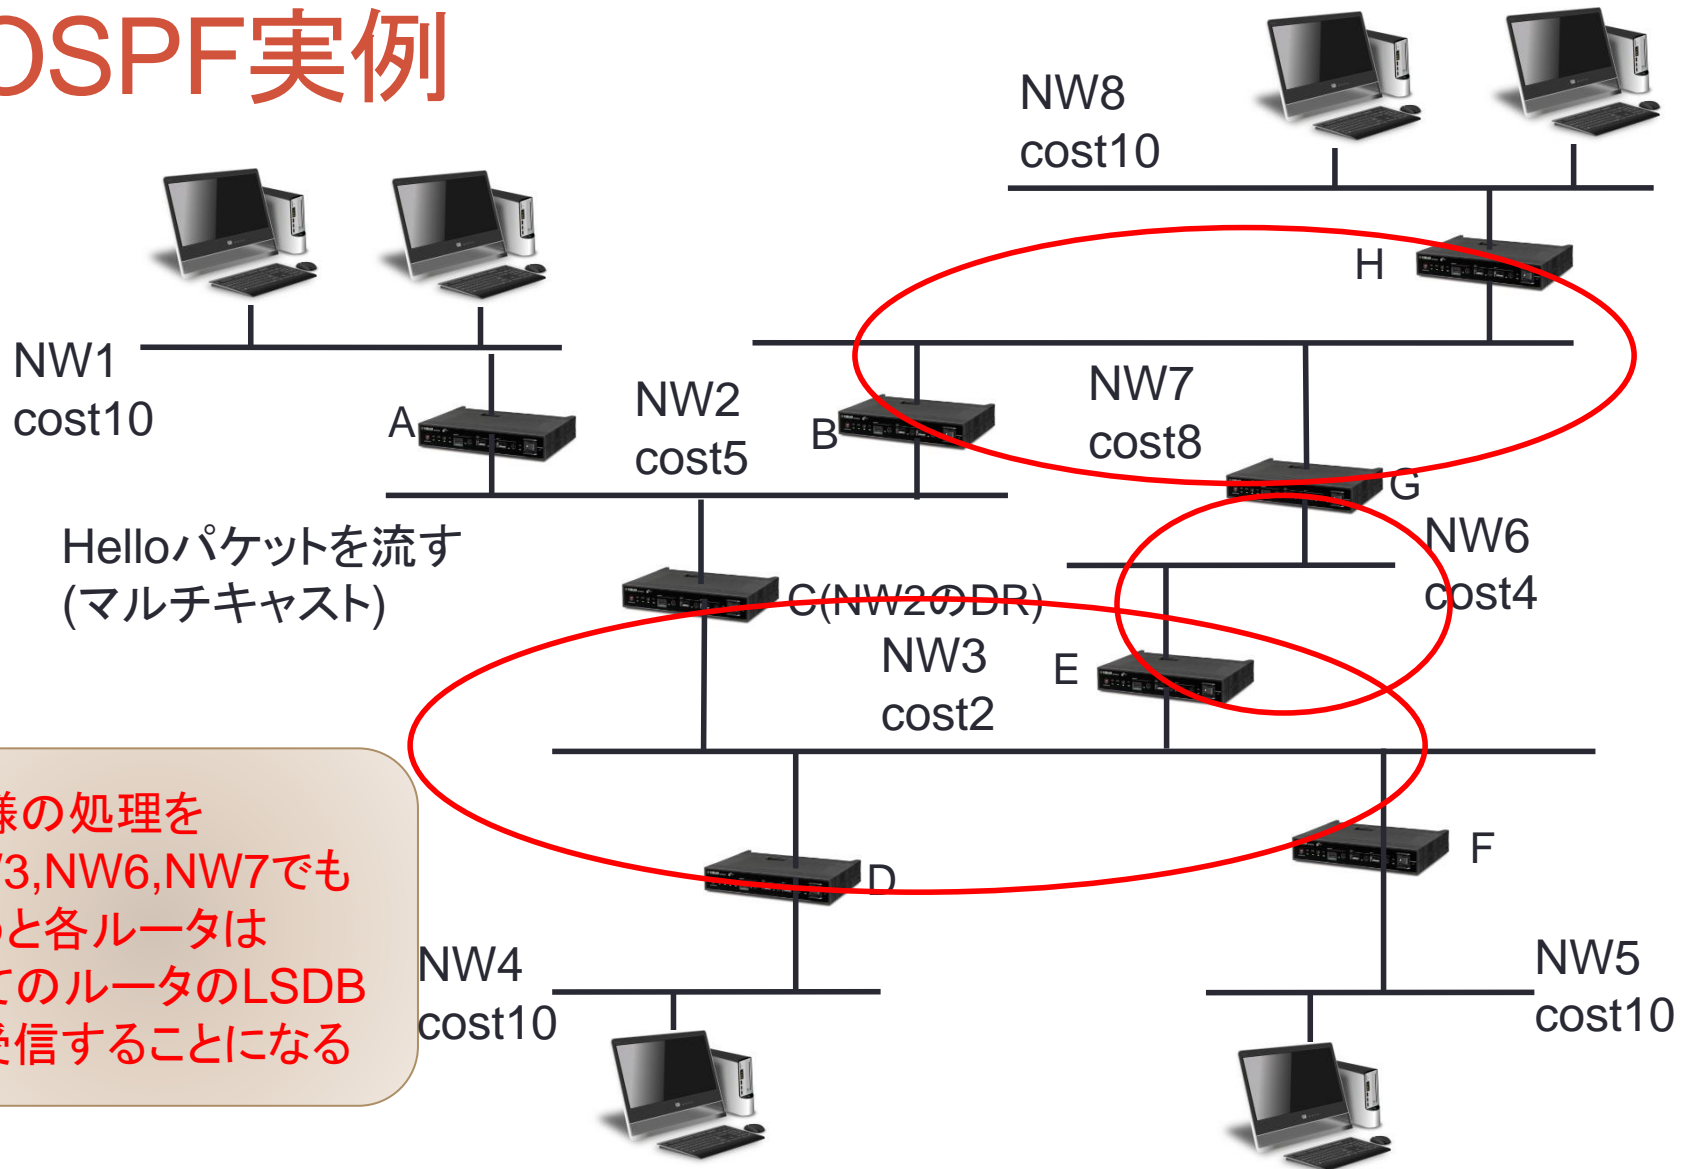 OSPF実例
NW8
cost10
H
NW1
cost10
A
NW2
cost5
B
NW7
cost8
G
Helloパケットを流す
(マルチキャスト)
NW6
cost4
C(NW2のDR)
NW3
cost2
E
様の処理を
3,NW6,NW7でも
と各ルータは
てのルータのLSDB
受信することになる
D
F
NW4
cost10
NW5
cost10